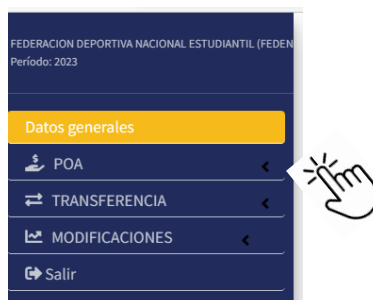 FEDERACION DEPORTIVA NACIONAL ESTUDIANTIL (FEDEN
Período: 2023
Datos generales
POA
TRANSFERENCIA
MODIFICACIONES
Salir